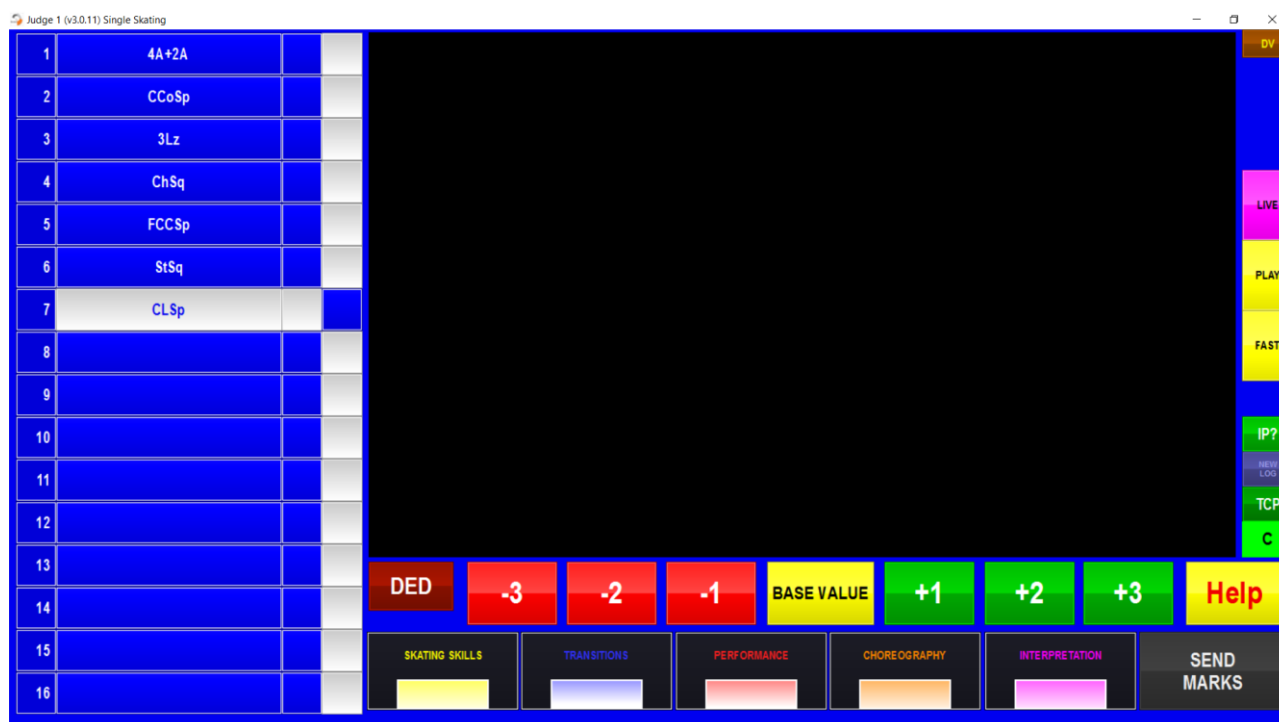 Judge 1 (v3.0.11) Single Skating
1 4A+2A
2 CCoSp
3 3Lz
4 ChSq
5 FCCSp
6 StSq
7 CLSp
8
9
10
11
12
13
14
15
16
DV
LIVE
PLAY
FAST
IP?
NEW
LOG
TCP
C
DED -3 -2 -1 BASE VALUE +1 +2 +3 Help
SKATING SKILLS TRANSITIONS PERFORMANCE CHOREOGRAPHY INTERPRETATION
SEND
MARKS